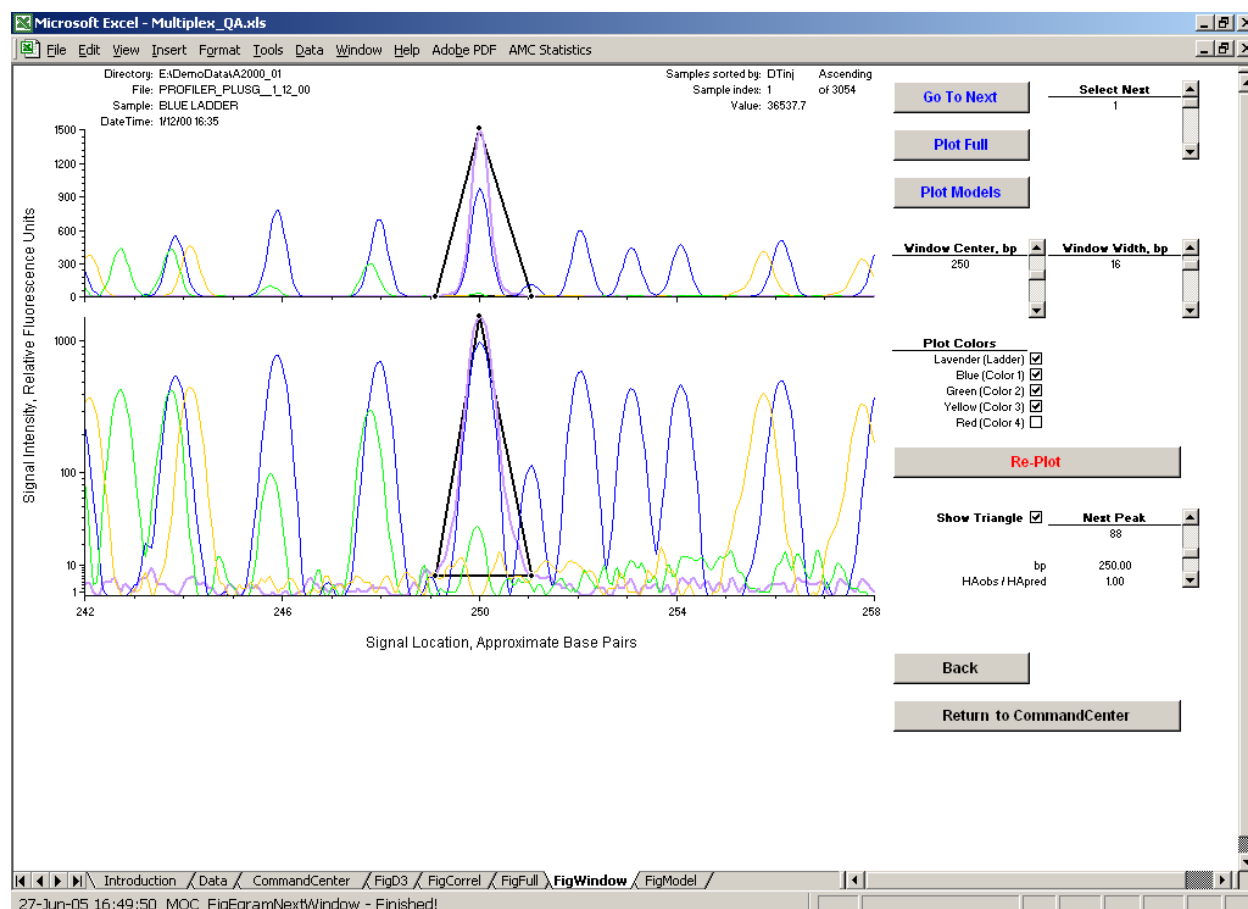 Microsoft Excel - Multiplex_QA.xls
File Edit View Insert Format Tools Data Window Help Adobe PDF AMC Statistics
Directory: E:\DemoData\A2000_01
File: PROFILER_PLUSG__1_12_00
Sample: BLUE LADDER
DateTime: 1/12/00 16:35
Samples sorted by: DTinj Ascending
Sample index: 1 of 3054
Value: 36537.7
Go To Next
Select Next
1
Plot Full
Plot Models
Window Center, bp
250
Window Width, bp
16
Plot Colors
Lavender (Ladder)
Blue (Color 1)
Green (Color 2)
Yellow (Color 3)
Red (Color 4)
Re-Plot
Show Triangle
Next Peak
88
bp 250.00
HAobs / HApred 1.00
Back
Return to CommandCenter
Signal Intensity, Relative Fluorescence Units
1500
1200
900
600
300
0
1000
100
10
1
242 246 250 254 258
Signal Location, Approximate Base Pairs
Introduction Data CommandCenter FigD3 FigCorrel FigFull FigWindow FigModel
27-Jun-05 16:49:50 MOC_FigEgramNextWindow - Finished!